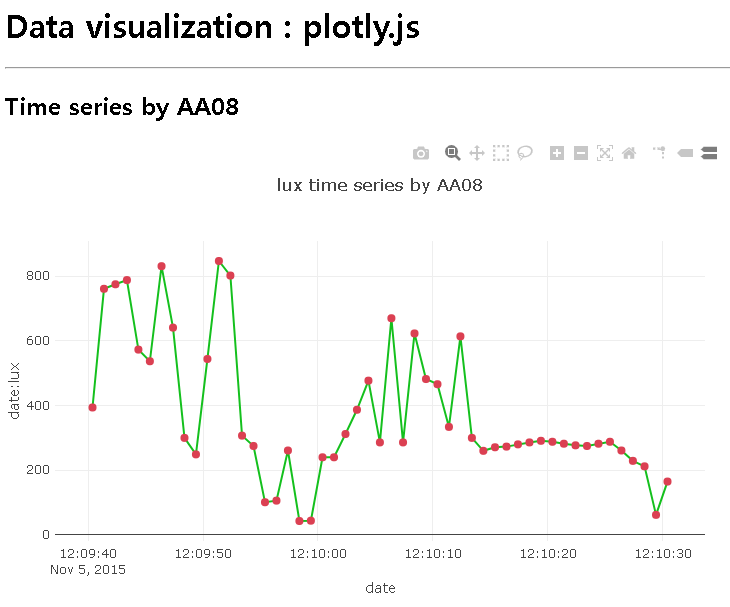 Data visualization : plotly.js
Time series by AA08
lux time series by AA08
800
600
400
200
0
date:lux
12:09:40 12:09:50 12:10:00 12:10:10 12:10:20 12:10:30
Nov 5, 2015
date